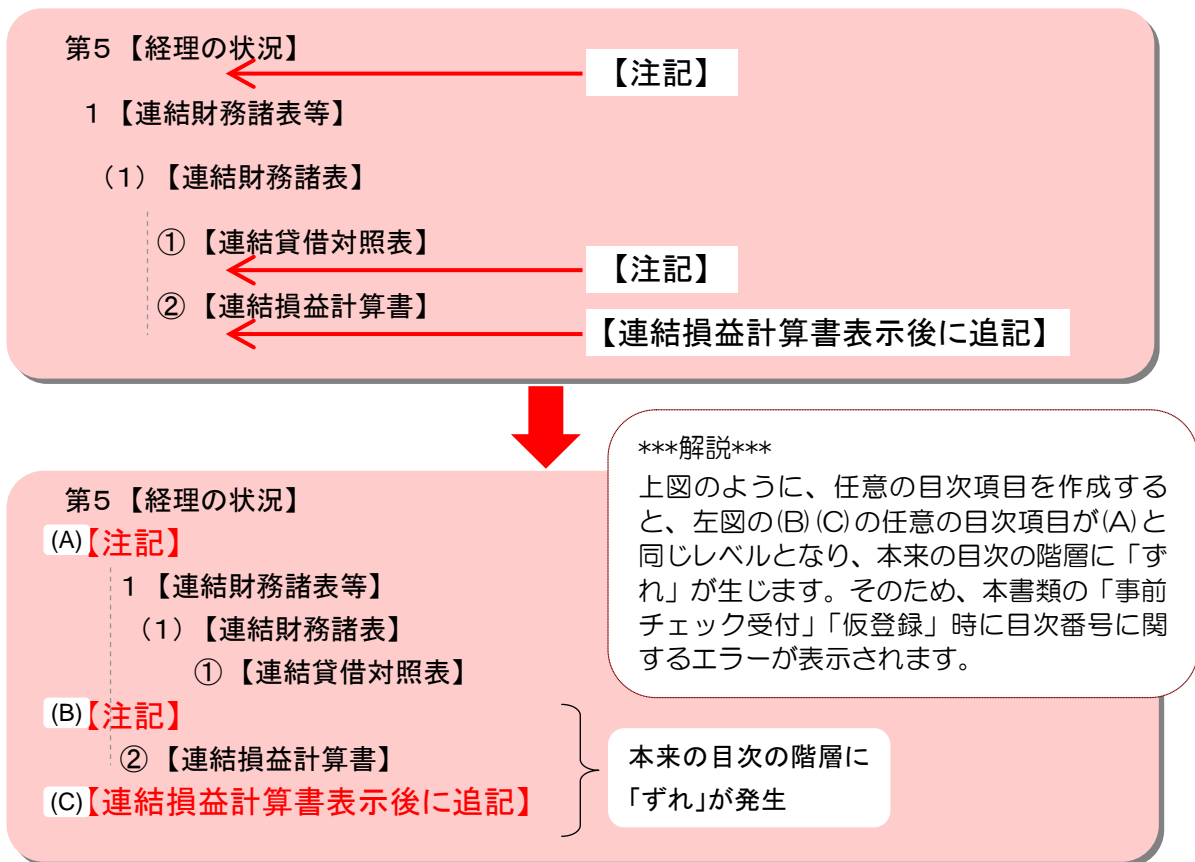 第5【経理の状況】
【注記】
1【連結財務諸表等】
(1)【連結財務諸表】
①【連結貸借対照表】
【注記】
②【連結損益計算書】
【連結損益計算書表示後に追記】
***解説***
上図のように、任意の目次項目を作成する
と、左図の(B)(C)の任意の目次項目が(A)と
同じレベルとなり、本来の目次の階層に「ず
れ」が生じます。そのため、本書類の「事前
チェック受付」「仮登録」時に目次番号に関
するエラーが表示されます。
第5【経理の状況】
(A)【注記】
1【連結財務諸表等】
(1)【連結財務諸表】
①【連結貸借対照表】
(B)【注記】
②【連結損益計算書】
(C)【連結損益計算書表示後に追記】
本来の目次の階層に
「ずれ」が発生